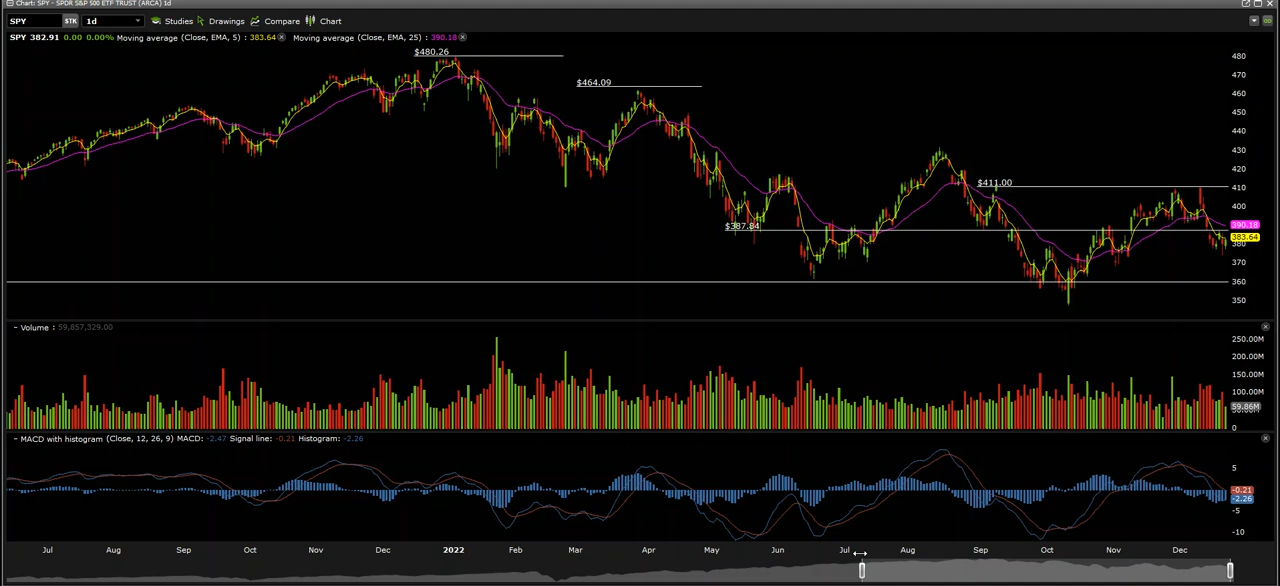 Chart: SPY - SPDR S&P 500 ETF TRUST (ARCA) 1d
SPY STK 1d Studies Drawings Compare Chart
SPY 382.91 0.00 0.00% Moving average (Close, EMA, 5) : 383.64 Moving average (Close, EMA, 25) : 390.18
$480.26
$464.09
$411.00
$387.84
480
470
460
450
440
430
420
410
400
390.18
383.64
380
370
360
350
- Volume : 59,857,329.00
250.00M
200.00M
150.00M
100.00M
59.86M
0
- MACD with histogram (Close, 12, 26, 9) MACD: -2.47 Signal line: -0.21 Histogram: -2.26
5
-0.21
-2.26
-5
-10
Jul Aug Sep Oct Nov Dec 2022 Feb Mar Apr May Jun Jul Aug Sep Oct Nov Dec